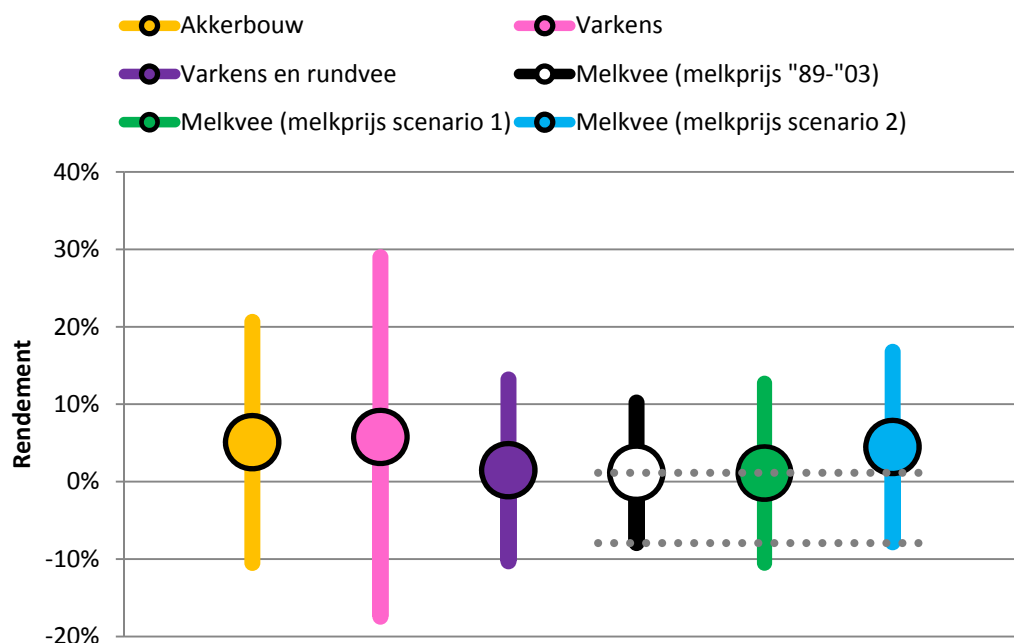 Akkerbouw
Varkens
Varkens en rundvee
Melkvee (melkprijs "89-"03)
Melkvee (melkprijs scenario 1)
Melkvee (melkprijs scenario 2)
40%
30%
20%
10%
0%
-10%
-20%
Rendement